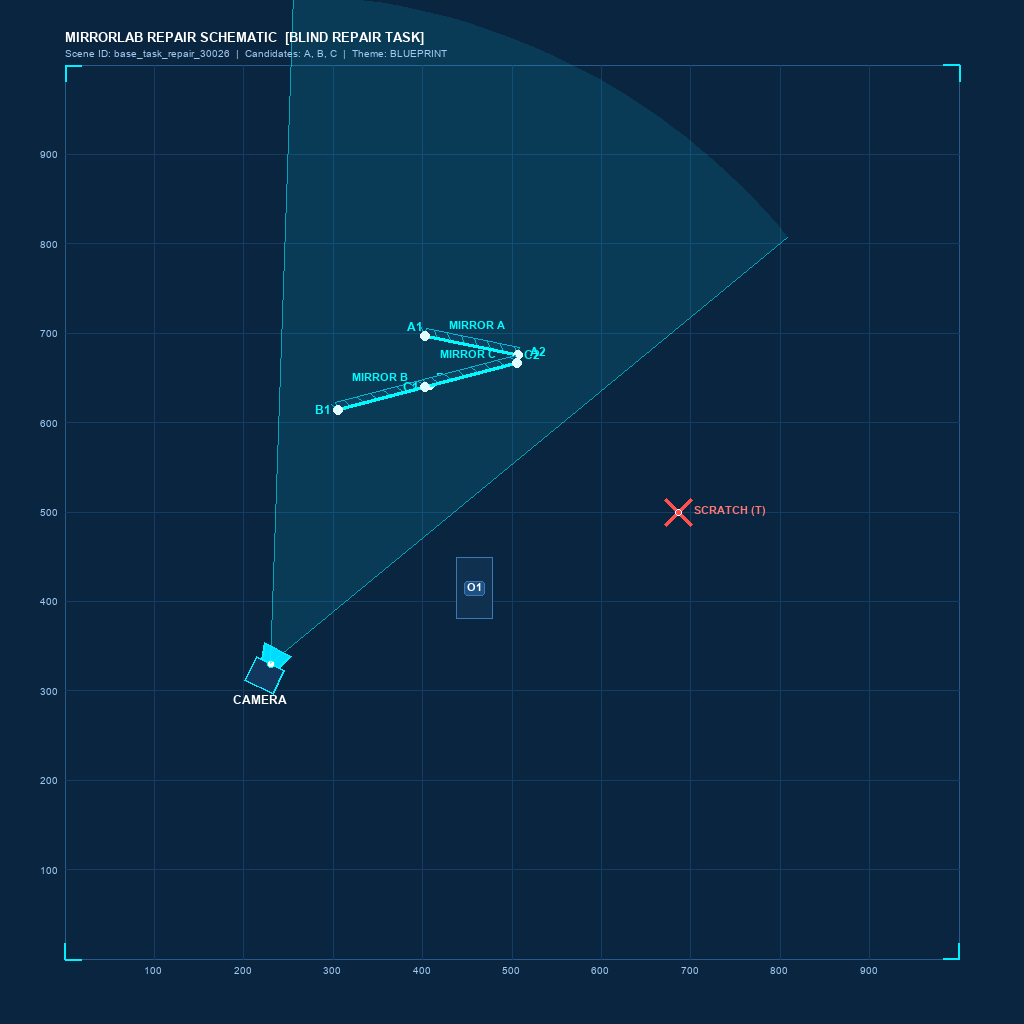 MIRRORLAB REPAIR SCHEMATIC [BLIND REPAIR TASK]
Scene ID: base_task_repair_30026 | Candidates: A, B, C | Theme: BLUEPRINT
900
800
700
600
500
400
300
200
100
A1
MIRROR A
A2
C2
MIRROR C
MIRROR B
C1
B1
SCRATCH (T)
O1
CAMERA
100
200
300
400
500
600
700
800
900